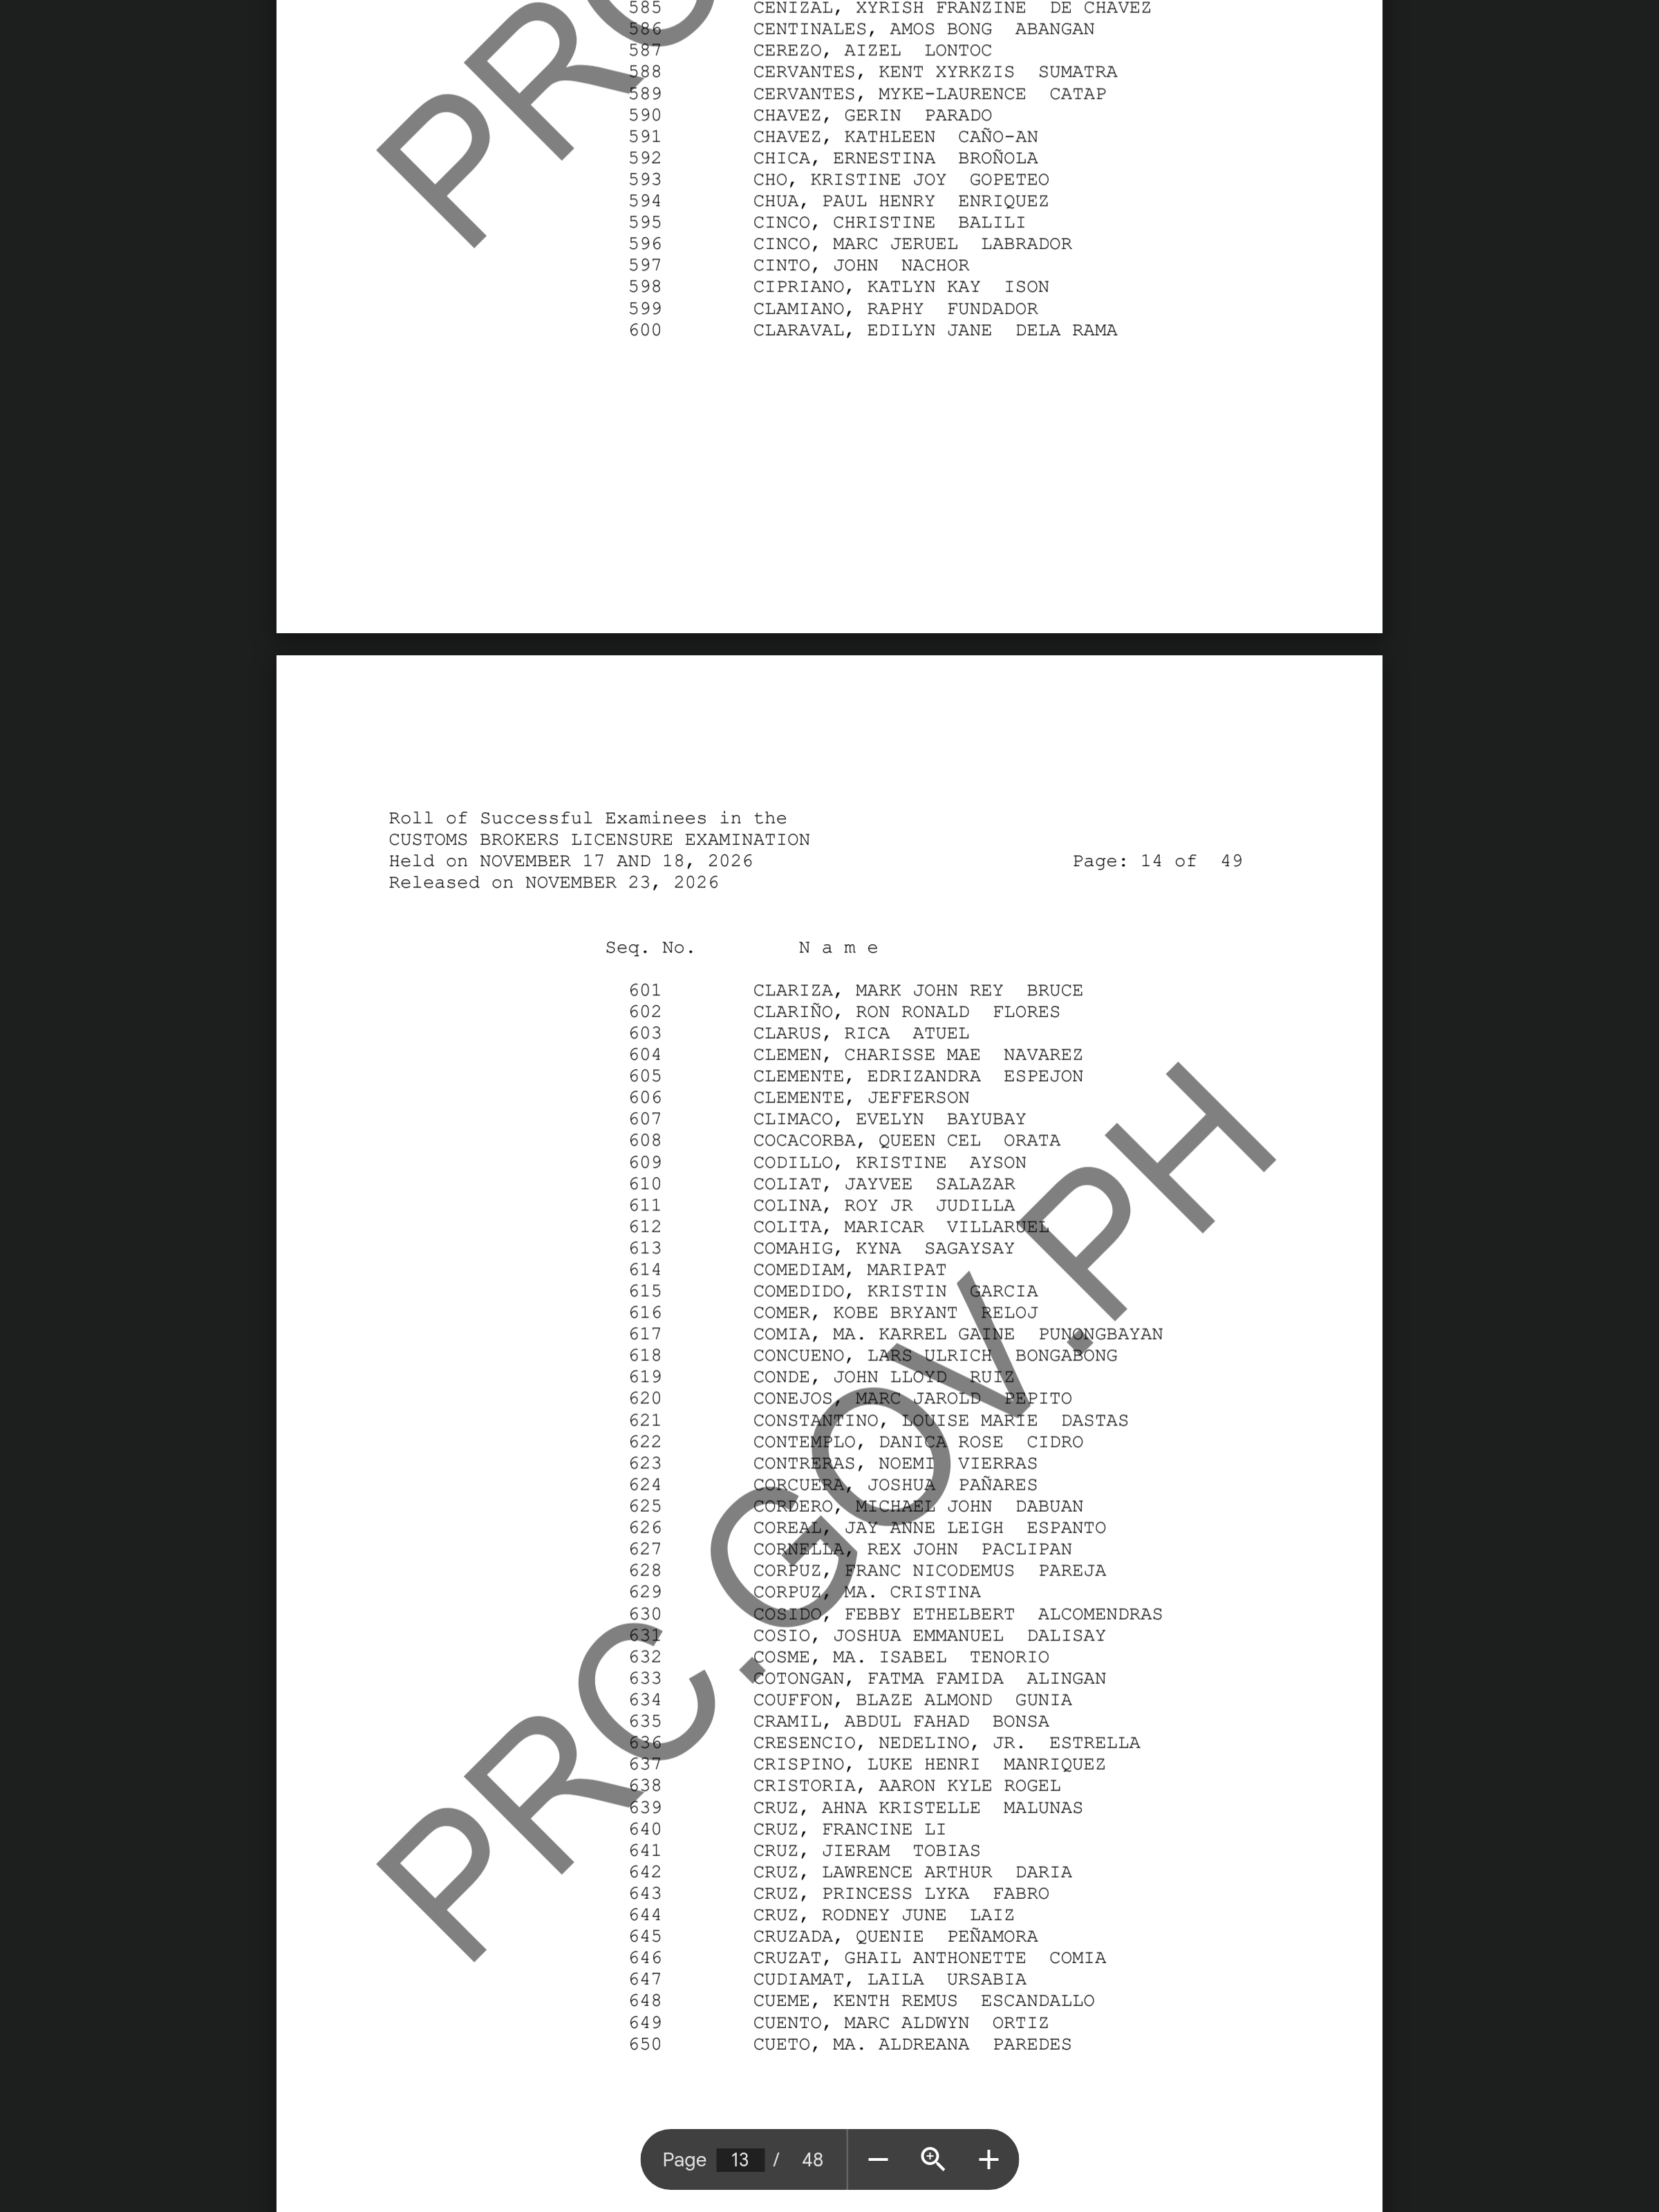 585 CENIZAL, XYRISH FRANZINE DE CHAVEZ
586 CENTINALES, AMOS BONG ABANGAN
587 CEREZO, AIZEL LONTOC
588 CERVANTES, KENT XYRKZIS SUMATRA
589 CERVANTES, MYKE-LAURENCE CATAP
590 CHAVEZ, GERIN PARADO
591 CHAVEZ, KATHLEEN CAÑO-AN
592 CHICA, ERNESTINA BROÑOLA
593 CHO, KRISTINE JOY GOPETEO
594 CHUA, PAUL HENRY ENRIQUEZ
595 CINCO, CHRISTINE BALILI
596 CINCO, MARC JERUEL LABRADOR
597 CINTO, JOHN NACHOR
598 CIPRIANO, KATLYN KAY ISON
599 CLAMIANO, RAPHY FUNDADOR
600 CLARAVAL, EDILYN JANE DELA RAMA
PRC
Roll of Successful Examinees in the
CUSTOMS BROKERS LICENSURE EXAMINATION
Held on NOVEMBER 17 AND 18, 2026 Page: 14 of 49
Released on NOVEMBER 23, 2026
Seq. No. N a m e
601 CLARIZA, MARK JOHN REY BRUCE
602 CLARIÑO, RON RONALD FLORES
603 CLARUS, RICA ATUEL
604 CLEMEN, CHARISSE MAE NAVAREZ
605 CLEMENTE, EDRIZANDRA ESPEJON
606 CLEMENTE, JEFFERSON
607 CLIMACO, EVELYN BAYUBAY
608 COCACORBA, QUEEN CEL ORATA
609 CODILLO, KRISTINE AYSON
610 COLIAT, JAYVEE SALAZAR
611 COLINA, ROY JR JUDILLA
612 COLITA, MARICAR VILLARUEL
613 COMAHIG, KYNA SAGAYSAY
614 COMEDIAM, MARIPAT
615 COMEDIDO, KRISTIN GARCIA
616 COMER, KOBE BRYANT RELOJ
617 COMIA, MA. KARREL GAINE PUNONGBAYAN
618 CONCUENO, LARS ULRICH BONGABONG
619 CONDE, JOHN LLOYD RUIZ
620 CONEJOS, MARC JAROLD PEPITO
621 CONSTANTINO, LOUISE MARIE DASTAS
622 CONTEMPLO, DANICA ROSE CIDRO
623 CONTRERAS, NOEMI VIERRAS
624 CORCUERA, JOSHUA PAÑARES
625 CORDERO, MICHAEL JOHN DABUAN
626 COREAL, JAY ANNE LEIGH ESPANTO
627 CORNELLA, REX JOHN PACLIPAN
628 CORPUZ, FRANC NICODEMUS PAREJA
629 CORPUZ, MA. CRISTINA
630 COSIDO, FEBBY ETHELBERT ALCOMENDRAS
631 COSIO, JOSHUA EMMANUEL DALISAY
632 COSME, MA. ISABEL TENORIO
633 COTONGAN, FATMA FAMIDA ALINGAN
634 COUFFON, BLAZE ALMOND GUNIA
635 CRAMIL, ABDUL FAHAD BONSA
636 CRESENCIO, NEDELINO, JR. ESTRELLA
637 CRISPINO, LUKE HENRI MANRIQUEZ
638 CRISTORIA, AARON KYLE ROGEL
639 CRUZ, AHNA KRISTELLE MALUNAS
640 CRUZ, FRANCINE LI
641 CRUZ, JIERAM TOBIAS
642 CRUZ, LAWRENCE ARTHUR DARIA
643 CRUZ, PRINCESS LYKA FABRO
644 CRUZ, RODNEY JUNE LAIZ
645 CRUZADA, QUENIE PEÑAMORA
646 CRUZAT, GHAIL ANTHONETTE COMIA
647 CUDIAMAT, LAILA URSABIA
648 CUEME, KENTH REMUS ESCANDALLO
649 CUENTO, MARC ALDWYN ORTIZ
650 CUETO, MA. ALDREANA PAREDES
PRC.GOV.PH
Page 13 / 48